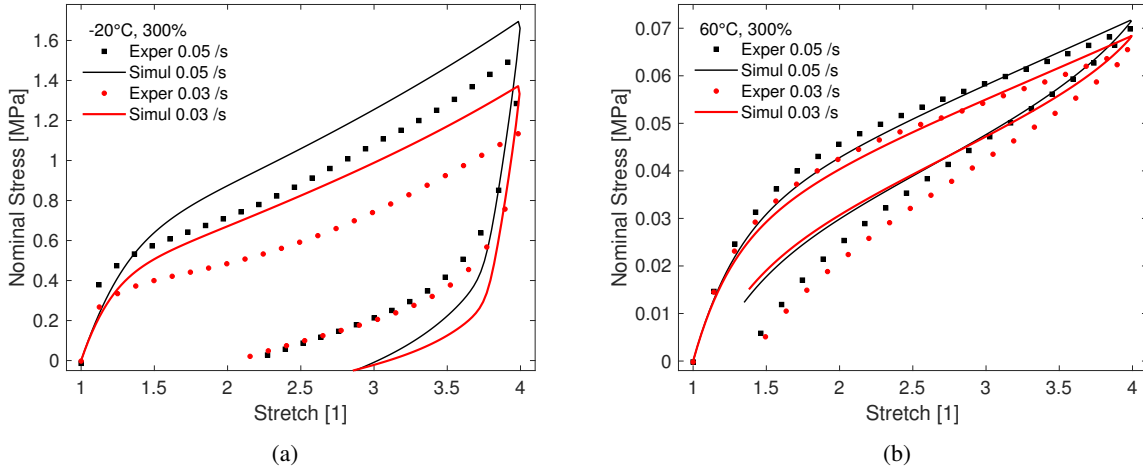 -20°C, 300%
Exper 0.05 /s
Simul 0.05 /s
Exper 0.03 /s
Simul 0.03 /s
Nominal Stress [MPa]
1.6
1.4
1.2
1
0.8
0.6
0.4
0.2
0
1
1.5
2
2.5
3
3.5
4
Stretch [1]
(a)
60°C, 300%
Exper 0.05 /s
Simul 0.05 /s
Exper 0.03 /s
Simul 0.03 /s
Nominal Stress [MPa]
0.07
0.06
0.05
0.04
0.03
0.02
0.01
0.00
1
1.5
2
2.5
3
3.5
4
Stretch [1]
(b)